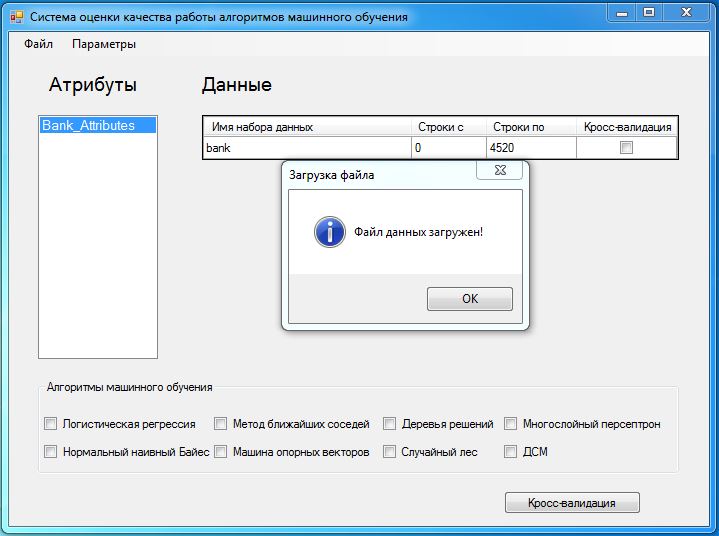 Система оценки качества работы алгоритмов машинного обучения
Файл Параметры
Атрибуты Данные
Bank_Attributes
Имя набора данных Строки с Строки по Кросс-валидация
bank 0 4520
Загрузка файла
Файл данных загружен!
OK
Алгоритмы машинного обучения
Логистическая регрессия Метод ближайших соседей Деревья решений Многослойный персептрон
Нормальный наивный Байес Машина опорных векторов Случайный лес ДСМ
Кросс-валидация